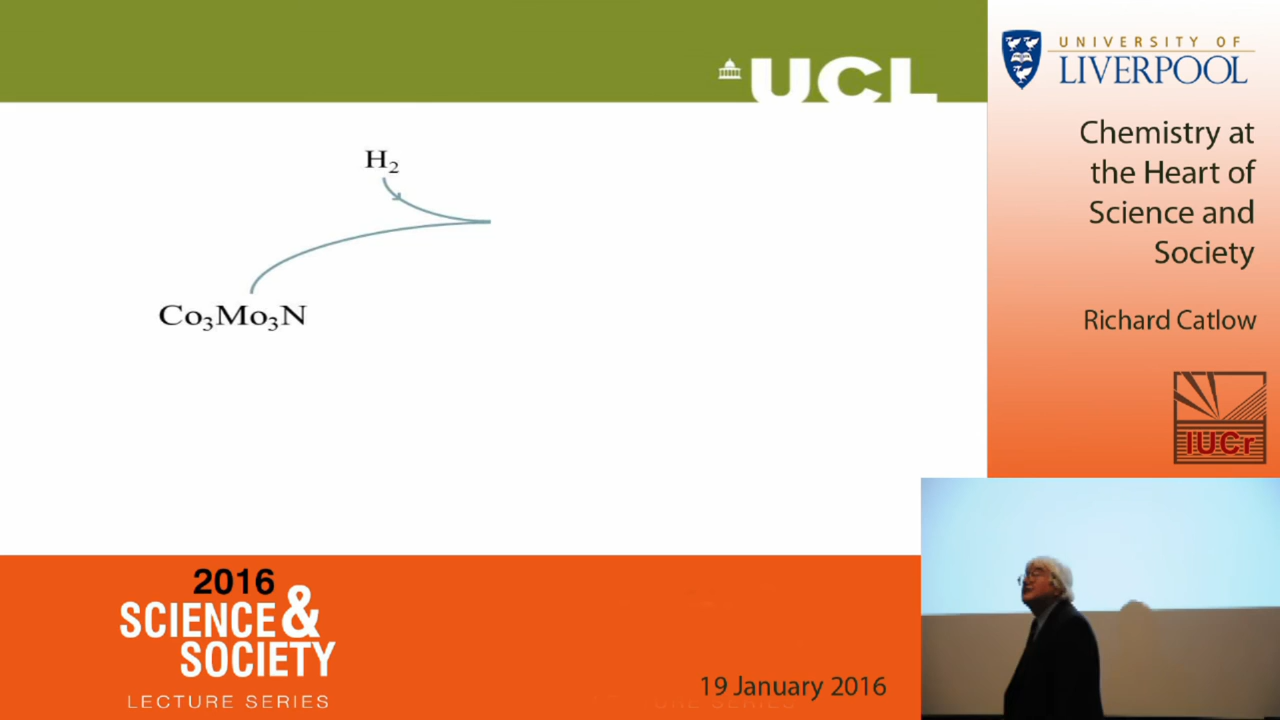 UCL
H₂
Co₃Mo₃N
UNIVERSITY OF
LIVERPOOL
Chemistry at
the Heart of
Science and
Society
Richard Catlow
IUCr
2016
SCIENCE &
SOCIETY
LECTURE SERIES
19 January 2016